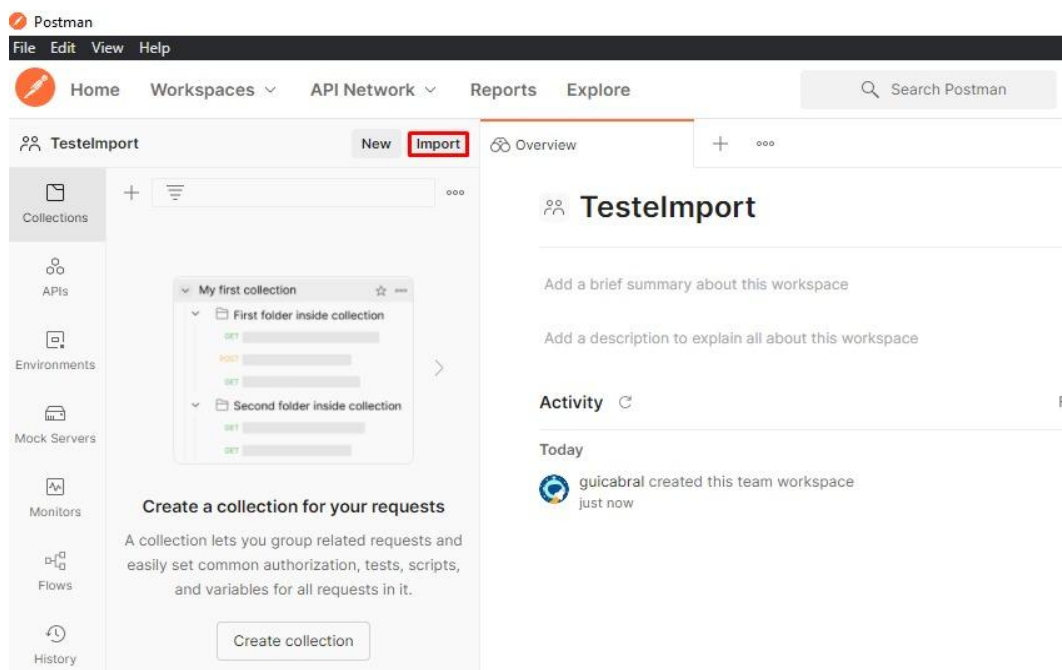 Postman
File Edit View Help
Home Workspaces API Network Reports Explore Search Postman
TesteImport New Import Overview
Collections
APIs
Environments
Mock Servers
Monitors
Flows
History
My first collection
First folder inside collection
GET
POST
GET
Second folder inside collection
GET
GET
Create a collection for your requests
A collection lets you group related requests and
easily set common authorization, tests, scripts,
and variables for all requests in it.
Create collection
TesteImport
Add a brief summary about this workspace
Add a description to explain all about this workspace
Activity
Today
guicabral created this team workspace
just now